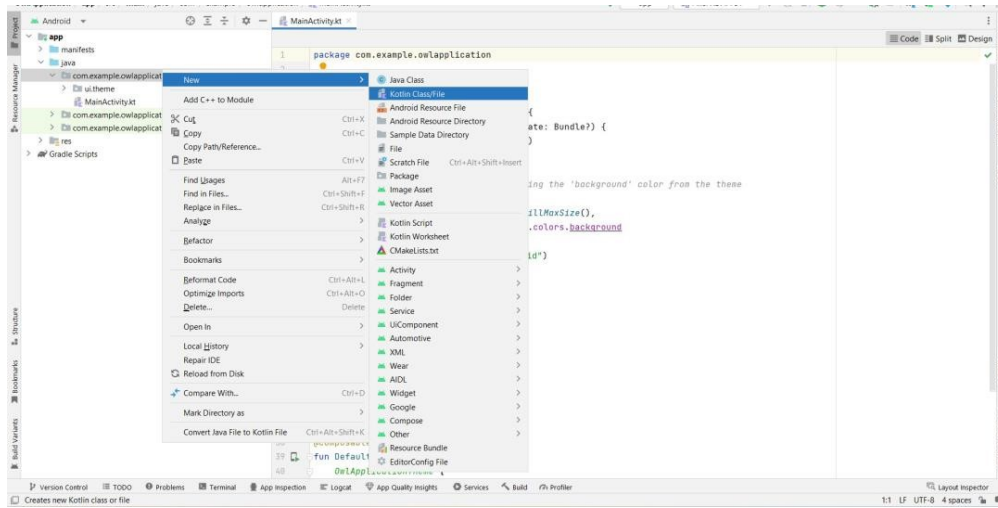 Android
MainActivity.kt
Code Split Design
Project
Resource Manager
Structure
Bookmarks
Build Variants
app
manifests
java
com.example.owlapplicat
ui.theme
MainActivity.kt
com.example.owlapplicat
com.example.owlapplicat
res
Gradle Scripts
1 package com.example.owlapplication
{
ate: Bundle?) {
)
ing the 'background' color from the theme
illMaxSize(),
.colors.background
id")
39 fun Default
40 OwlApplicationTheme {
New
Add C++ to Module
Cut Ctrl+X
Copy Ctrl+C
Copy Path/Reference...
Paste Ctrl+V
Find Usages Alt+F7
Find in Files... Ctrl+Shift+F
Replace in Files... Ctrl+Shift+R
Analyze
Refactor
Bookmarks
Reformat Code Ctrl+Alt+L
Optimize Imports Ctrl+Alt+O
Delete... Delete
Open In
Local History
Repair IDE
Reload from Disk
Compare With... Ctrl+D
Mark Directory as
Convert Java File to Kotlin File Ctrl+Alt+Shift+K
Java Class
Kotlin Class/File
Android Resource File
Android Resource Directory
Sample Data Directory
File
Scratch File Ctrl+Alt+Shift+Insert
Package
Image Asset
Vector Asset
Kotlin Script
Kotlin Worksheet
CMakeLists.txt
Activity
Fragment
Folder
Service
UiComponent
Automotive
XML
Wear
AIDL
Widget
Google
Compose
Other
Resource Bundle
EditorConfig File
Version Control TODO Problems Terminal App Inspection Logcat App Quality Insights Services Build Profiler Layout Inspector
Creates new Kotlin class or file 1:1 LF UTF-8 4 spaces